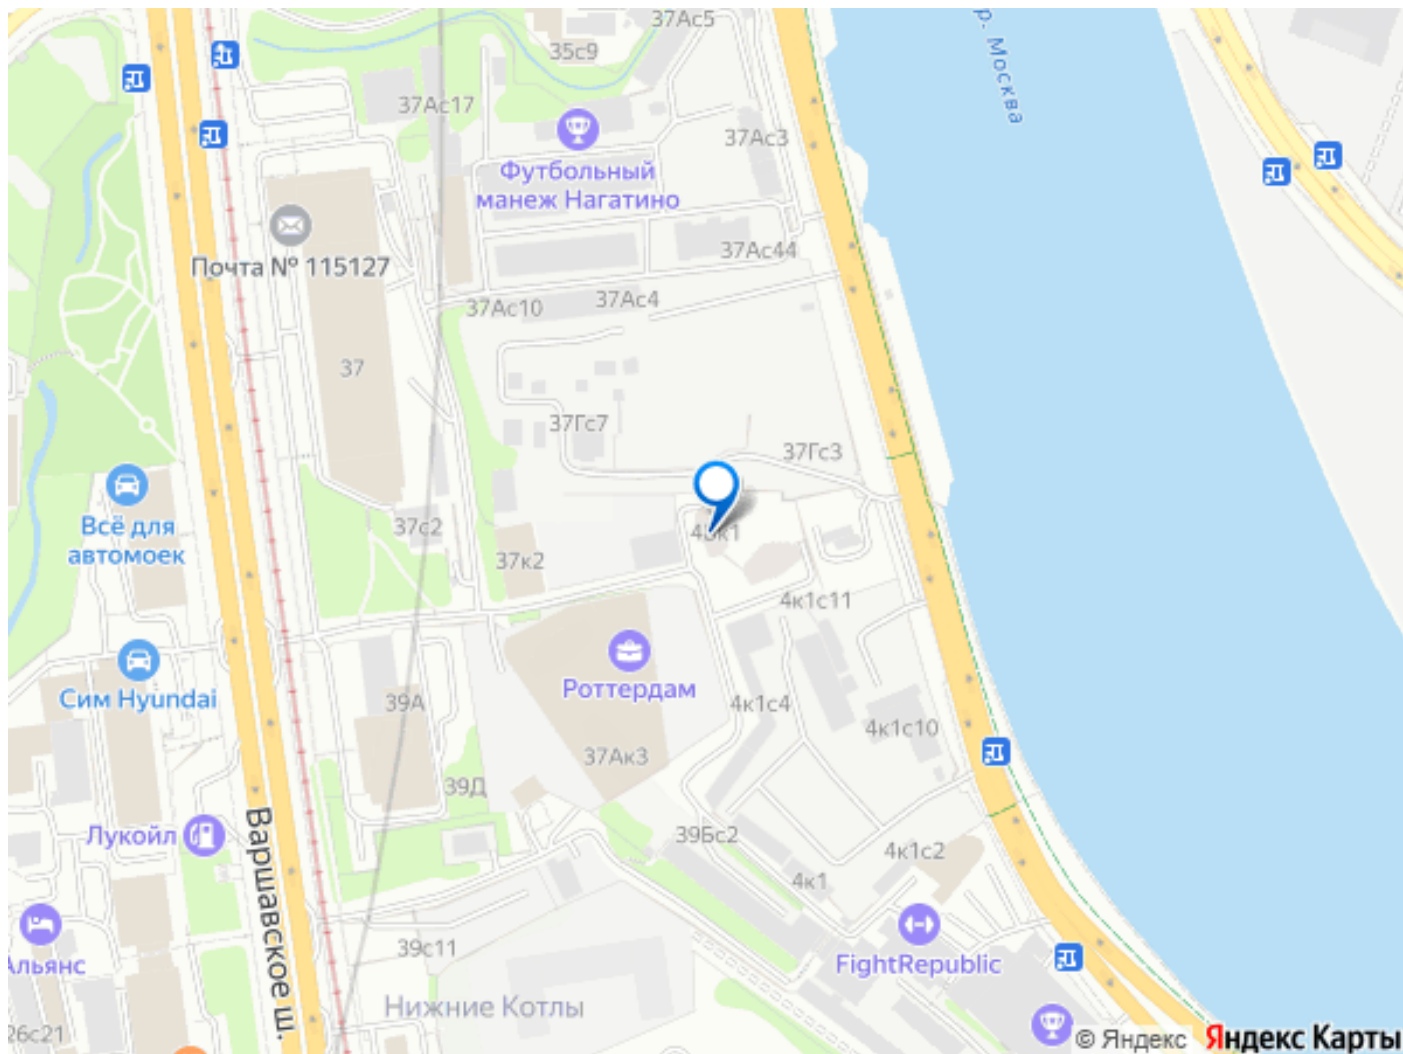 37Ас5
35с9
р. Москва
37Ас17
37Ас3
Футбольный
манеж Нагатино
Почта № 115127
37Ас44
37Ас10
37Ас4
37
37Гс7
37Гс3
Всё для
автомоек
37с2
4Бк1
37к2
4к1с11
Роттердам
Сим Hyundai
39А
4к1с4
4к1с10
37Ак3
39Д
Лукойл
Варшавское ш.
39Бс2
4к1с2
4к1
Альянс
39с11
FightRepublic
Нижние Котлы
26с21
© Яндекс Яндекс Карты